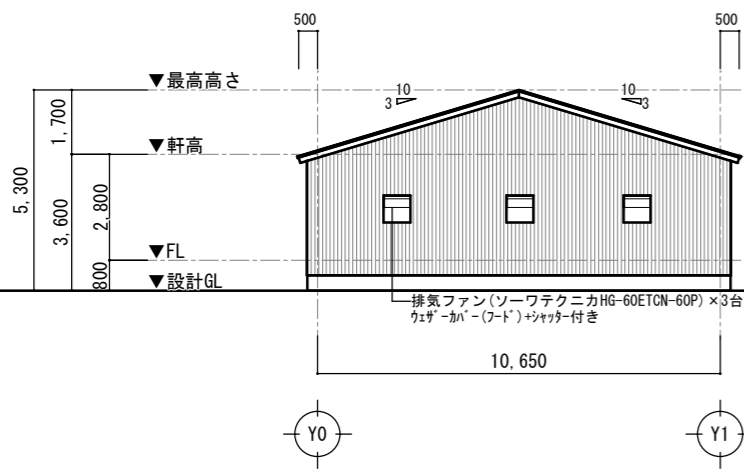 500
500
▼最高高さ
10
3
10
3
1,700
▼軒高
5,300
3,600
2,800
▼FL
800
▼設計GL
排気ファン(ソーワテクニカHG-60ETCN-60P)×3台
ウェザーカバー(フード)+シャッター付き
10,650
Y0
Y1